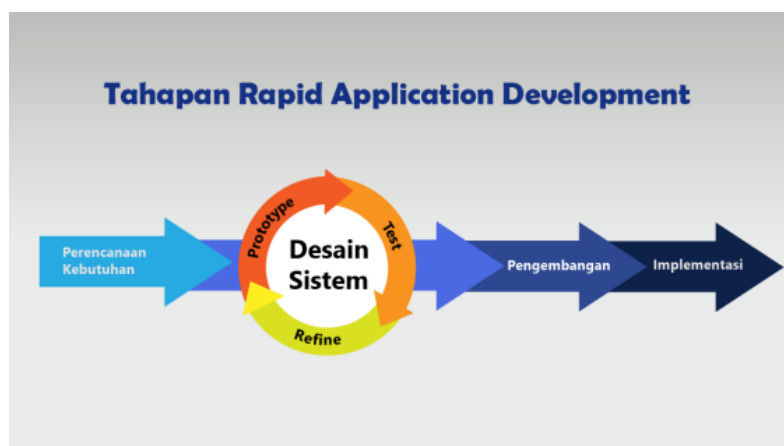 Tahapan Rapid Application Development
Perencanaan
Kebutuhan
Prototype
Test
Refine
Desain
Sistem
Pengembangan
Implementasi